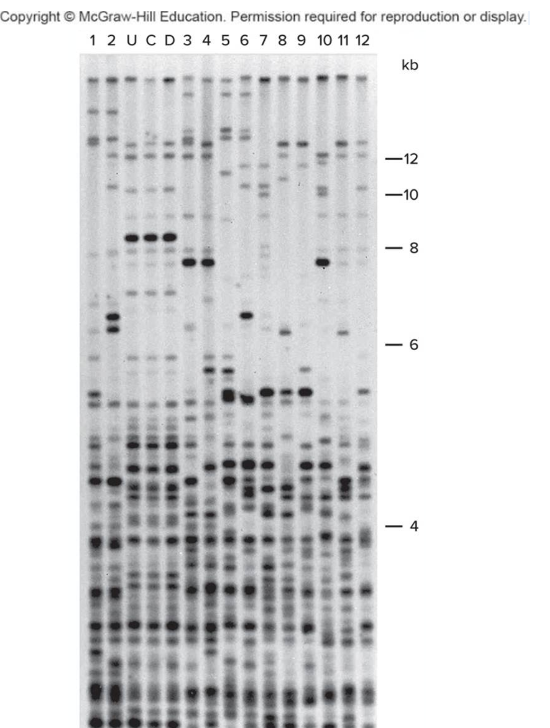 Copyright © McGraw-Hill Education. Permission required for reproduction or display.
1 2 U C D 3 4 5 6 7 8 9 10 11 12
kb
12
10
8
6
4